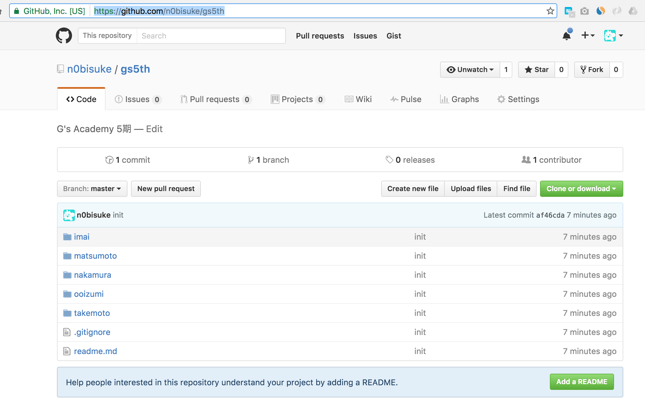 GitHub, Inc. [US] https://github.com/n0bisuke/gs5th
This repository Search Pull requests Issues Gist
n0bisuke / gs5th Unwatch 1 Star 0 Fork 0
Code Issues 0 Pull requests 0 Projects 0 Wiki Pulse Graphs Settings
G's Academy 5期 — Edit
1 commit 1 branch 0 releases 1 contributor
Branch: master New pull request Create new file Upload files Find file Clone or download
n0bisuke init Latest commit af46cda 7 minutes ago
imai init 7 minutes ago
matsumoto init 7 minutes ago
nakamura init 7 minutes ago
ooizumi init 7 minutes ago
takemoto init 7 minutes ago
.gitignore init 7 minutes ago
readme.md init 7 minutes ago
Help people interested in this repository understand your project by adding a README. Add a README